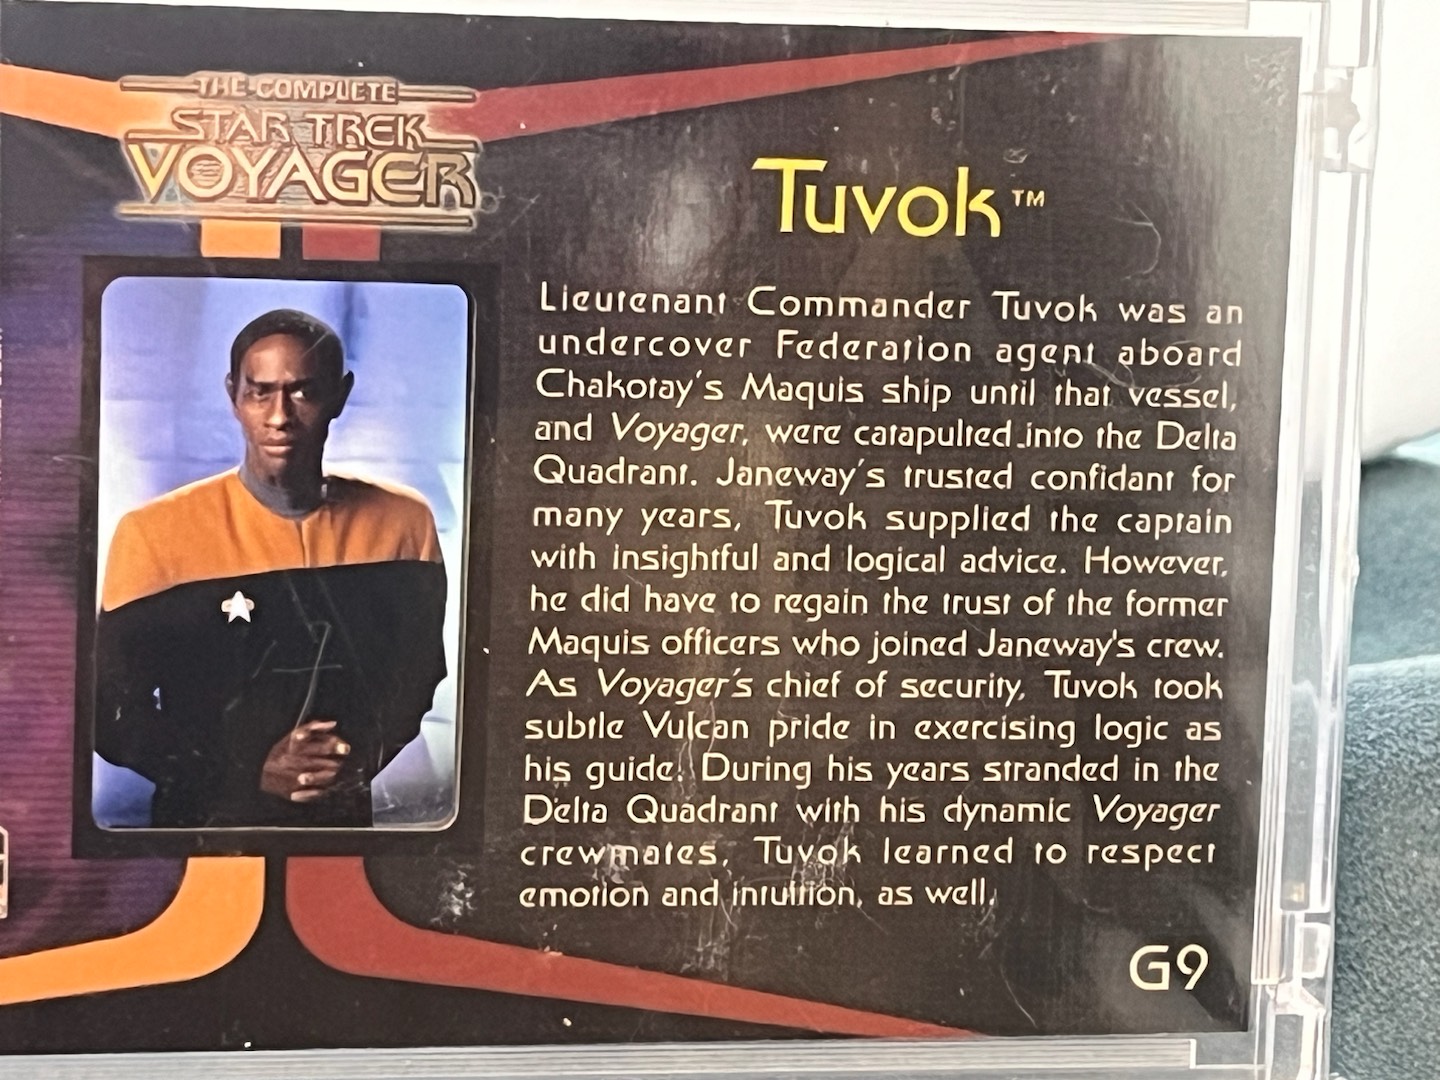 THE COMPLETE
STAR TREK
VOYAGER
Tuvok™
Lieutenant Commander Tuvok was an
undercover Federation agent aboard
Chakotay's Maquis ship until that vessel,
and Voyager, were catapulted into the Delta
Quadrant. Janeway's trusted confidant for
many years, Tuvok supplied the captain
with insightful and logical advice. However,
he did have to regain the trust of the former
Maquis officers who joined Janeway's crew.
As Voyager's chief of security, Tuvok took
subtle Vulcan pride in exercising logic as
his guide. During his years stranded in the
Delta Quadrant with his dynamic Voyager
crewmates, Tuvok learned to respect
emotion and intuition, as well.
G9